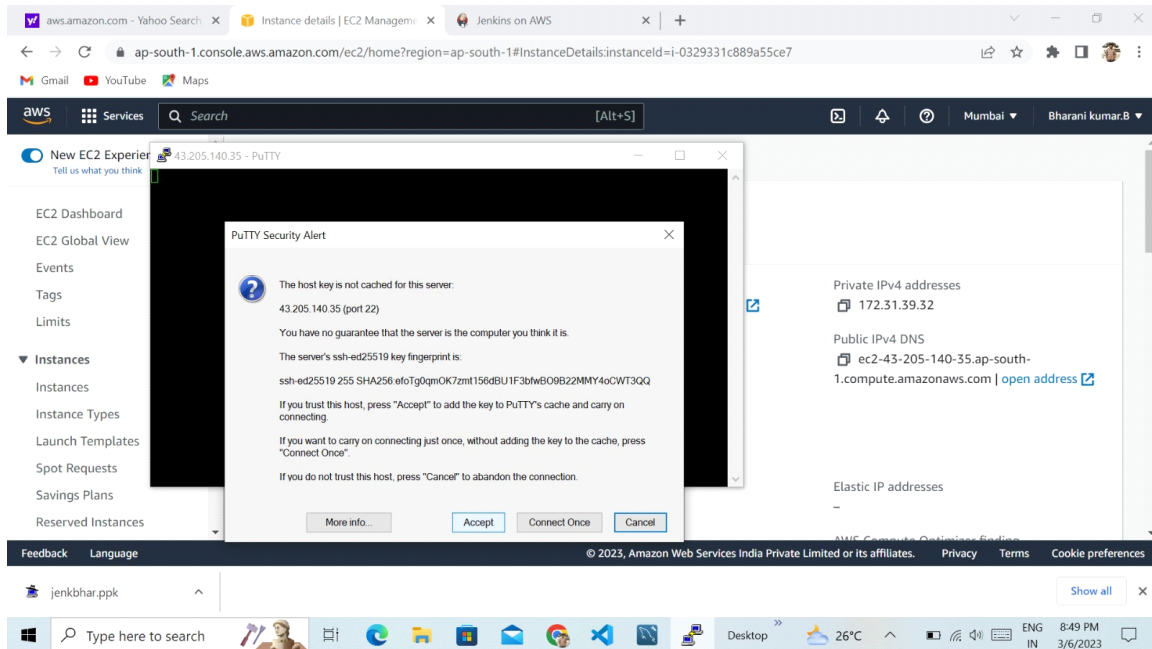 aws.amazon.com - Yahoo Search
Instance details | EC2 Manageme
Jenkins on AWS
ap-south-1.console.aws.amazon.com/ec2/home?region=ap-south-1#InstanceDetails:instanceId=i-0329331c889a55ce7
Gmail
YouTube
Maps
aws
Services
Search
[Alt+S]
Mumbai
Bharani kumar.B
New EC2 Experier
Tell us what you think
EC2 Dashboard
EC2 Global View
Events
Tags
Limits
Instances
Instances
Instance Types
Launch Templates
Spot Requests
Savings Plans
Reserved Instances
43.205.140.35 - PuTTY
PuTTY Security Alert
The host key is not cached for this server:
43.205.140.35 (port 22)
You have no guarantee that the server is the computer you think it is.
The server's ssh-ed25519 key fingerprint is:
ssh-ed25519 255 SHA256:efoTg0qmOK7zmt156dBU1F3bfwBO9B22MMY4oCWT3QQ
If you trust this host, press "Accept" to add the key to PuTTY's cache and carry on
connecting.
If you want to carry on connecting just once, without adding the key to the cache, press
"Connect Once".
If you do not trust this host, press "Cancel" to abandon the connection.
More info...
Accept
Connect Once
Cancel
Private IPv4 addresses
172.31.39.32
Public IPv4 DNS
ec2-43-205-140-35.ap-south-
1.compute.amazonaws.com | open address
Elastic IP addresses
–
AWS Compute Optimizer finding
Feedback
Language
© 2023, Amazon Web Services India Private Limited or its affiliates.
Privacy
Terms
Cookie preferences
jenkbhar.ppk
Show all
Type here to search
Desktop
26°C
ENG
IN
8:49 PM
3/6/2023